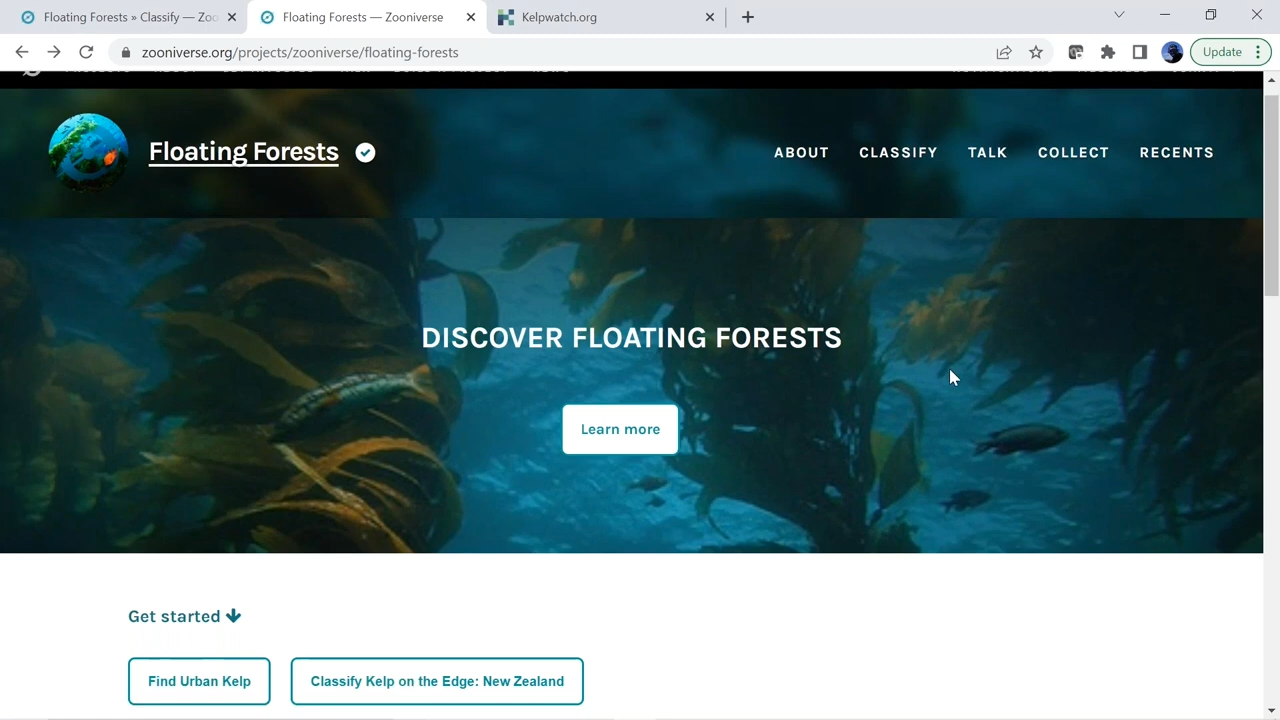 Floating Forests » Classify — Zoo
Floating Forests — Zooniverse
Kelpwatch.org
zooniverse.org/projects/zooniverse/floating-forests
Update
Floating Forests
ABOUT
CLASSIFY
TALK
COLLECT
RECENTS
DISCOVER FLOATING FORESTS
Learn more
Get started
Find Urban Kelp
Classify Kelp on the Edge: New Zealand